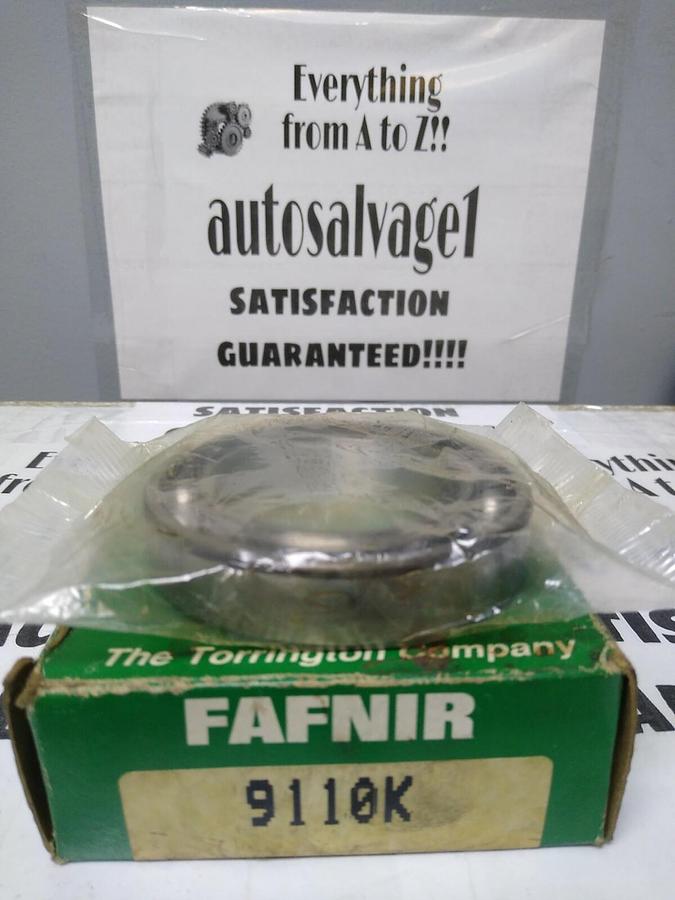 Everything
from A to Z!!
autosalvage1
SATISFACTION
GUARANTEED!!!!
SATISFACTION
The Torrington Company
FAFNIR
9110K